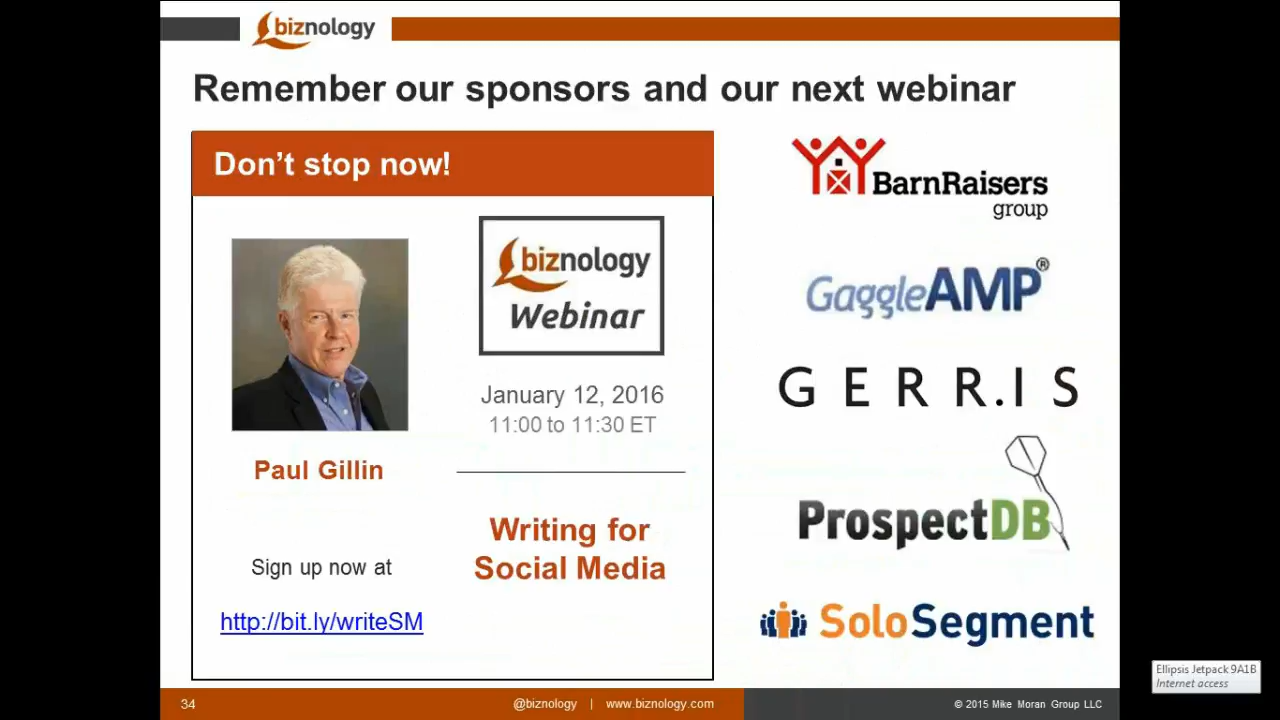 biznology
Remember our sponsors and our next webinar
Don't stop now!
biznology
Webinar
January 12, 2016
11:00 to 11:30 ET
Paul Gillin
Writing for
Social Media
Sign up now at
http://bit.ly/writeSM
BarnRaisers
group
GaggleAMP®
GERR.IS
ProspectDB
SoloSegment
34
@biznology | www.biznology.com
© 2015 Mike Moran Group LLC
Ellipsis Jetpack 9A1B
Internet access